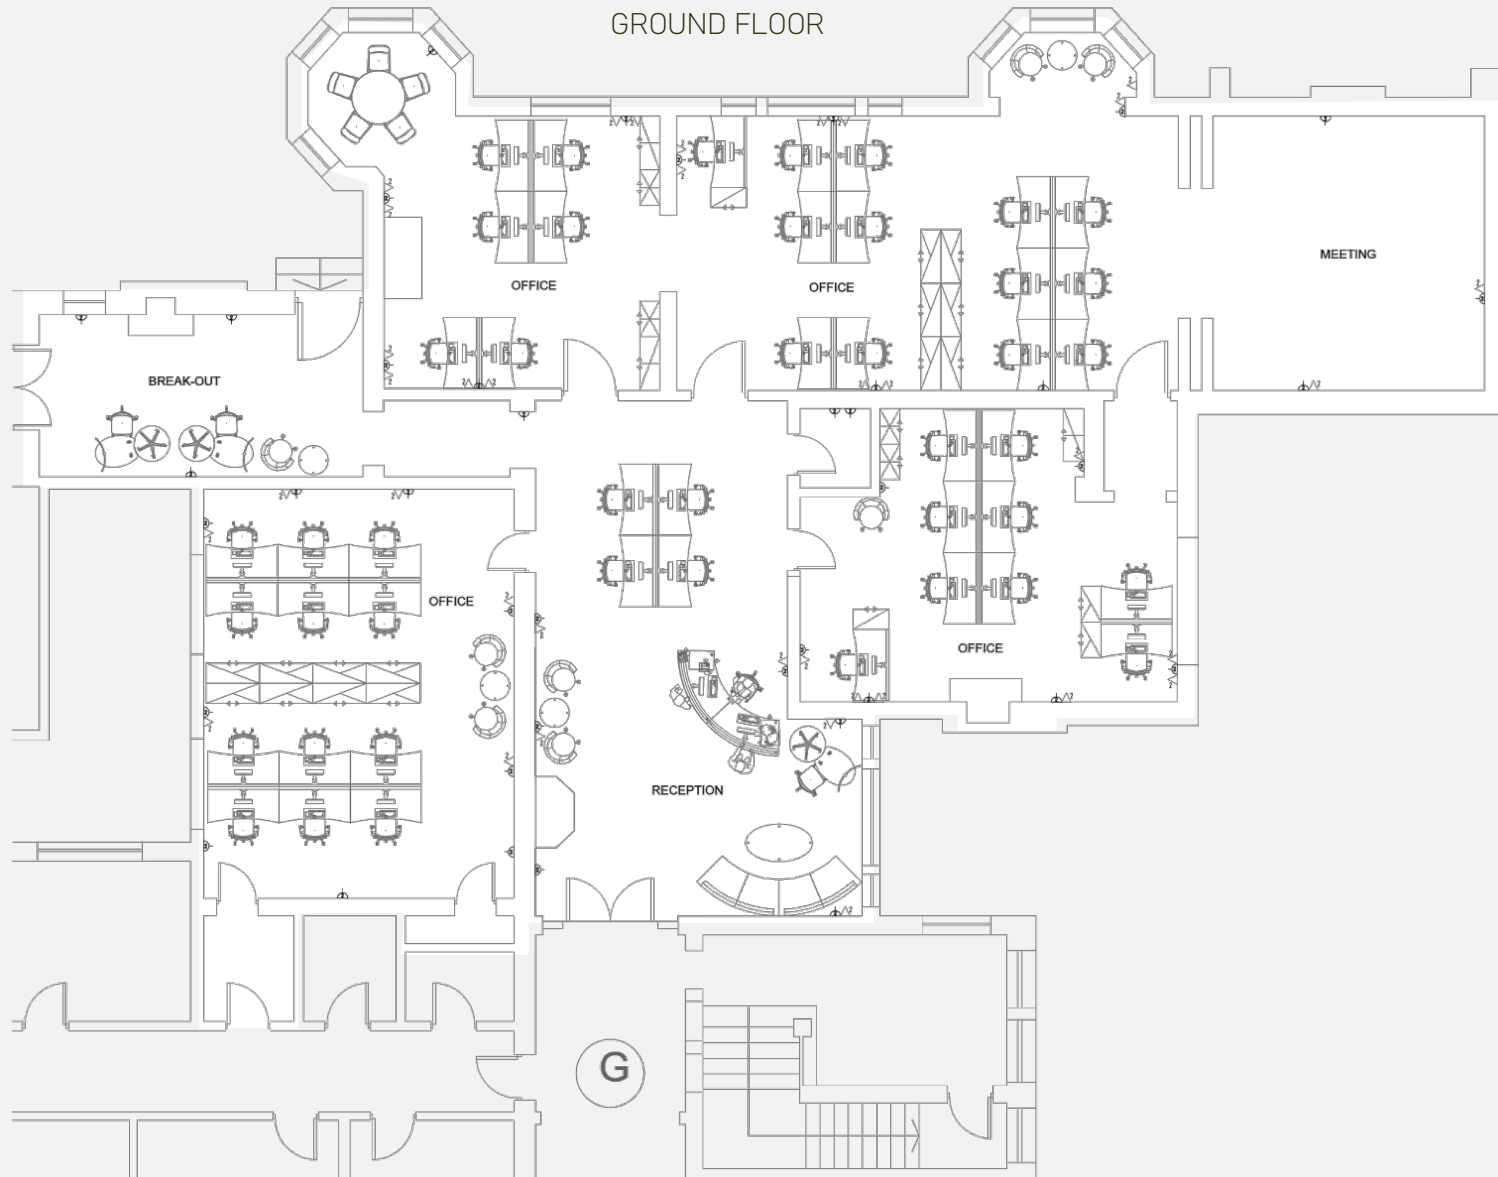 GROUND FLOOR
MEETING
OFFICE
OFFICE
BREAK-OUT
OFFICE
OFFICE
RECEPTION
G